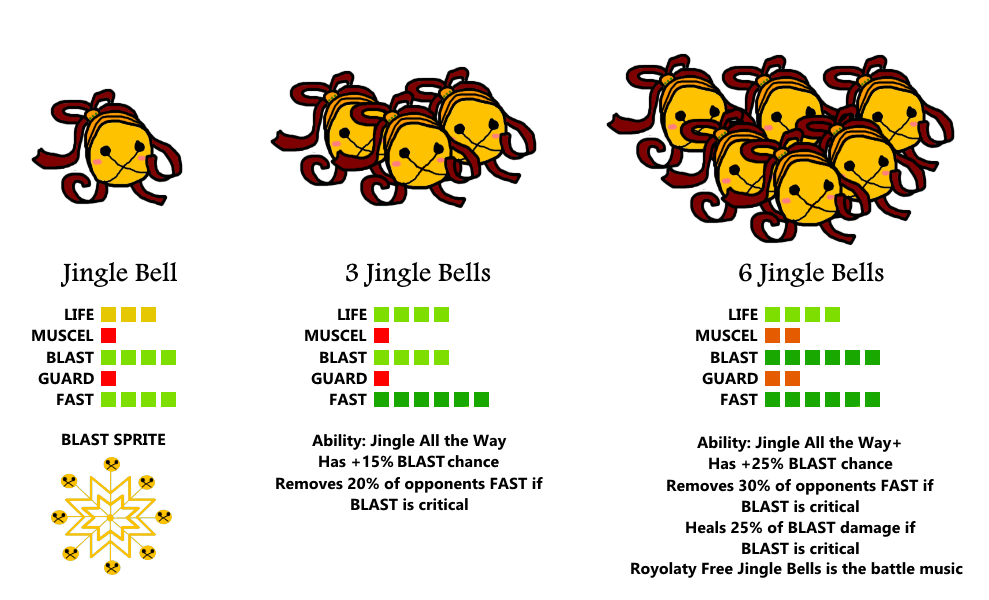 Jingle Bell
LIFE
MUSCEL
BLAST
GUARD
FAST
BLAST SPRITE
3 Jingle Bells
LIFE
MUSCEL
BLAST
GUARD
FAST
Ability: Jingle All the Way
Has +15% BLAST chance
Removes 20% of opponents FAST if
BLAST is critical
6 Jingle Bells
LIFE
MUSCEL
BLAST
GUARD
FAST
Ability: Jingle All the Way+
Has +25% BLAST chance
Removes 30% of opponents FAST if
BLAST is critical
Heals 25% of BLAST damage if
BLAST is critical
Royolaty Free Jingle Bells is the battle music